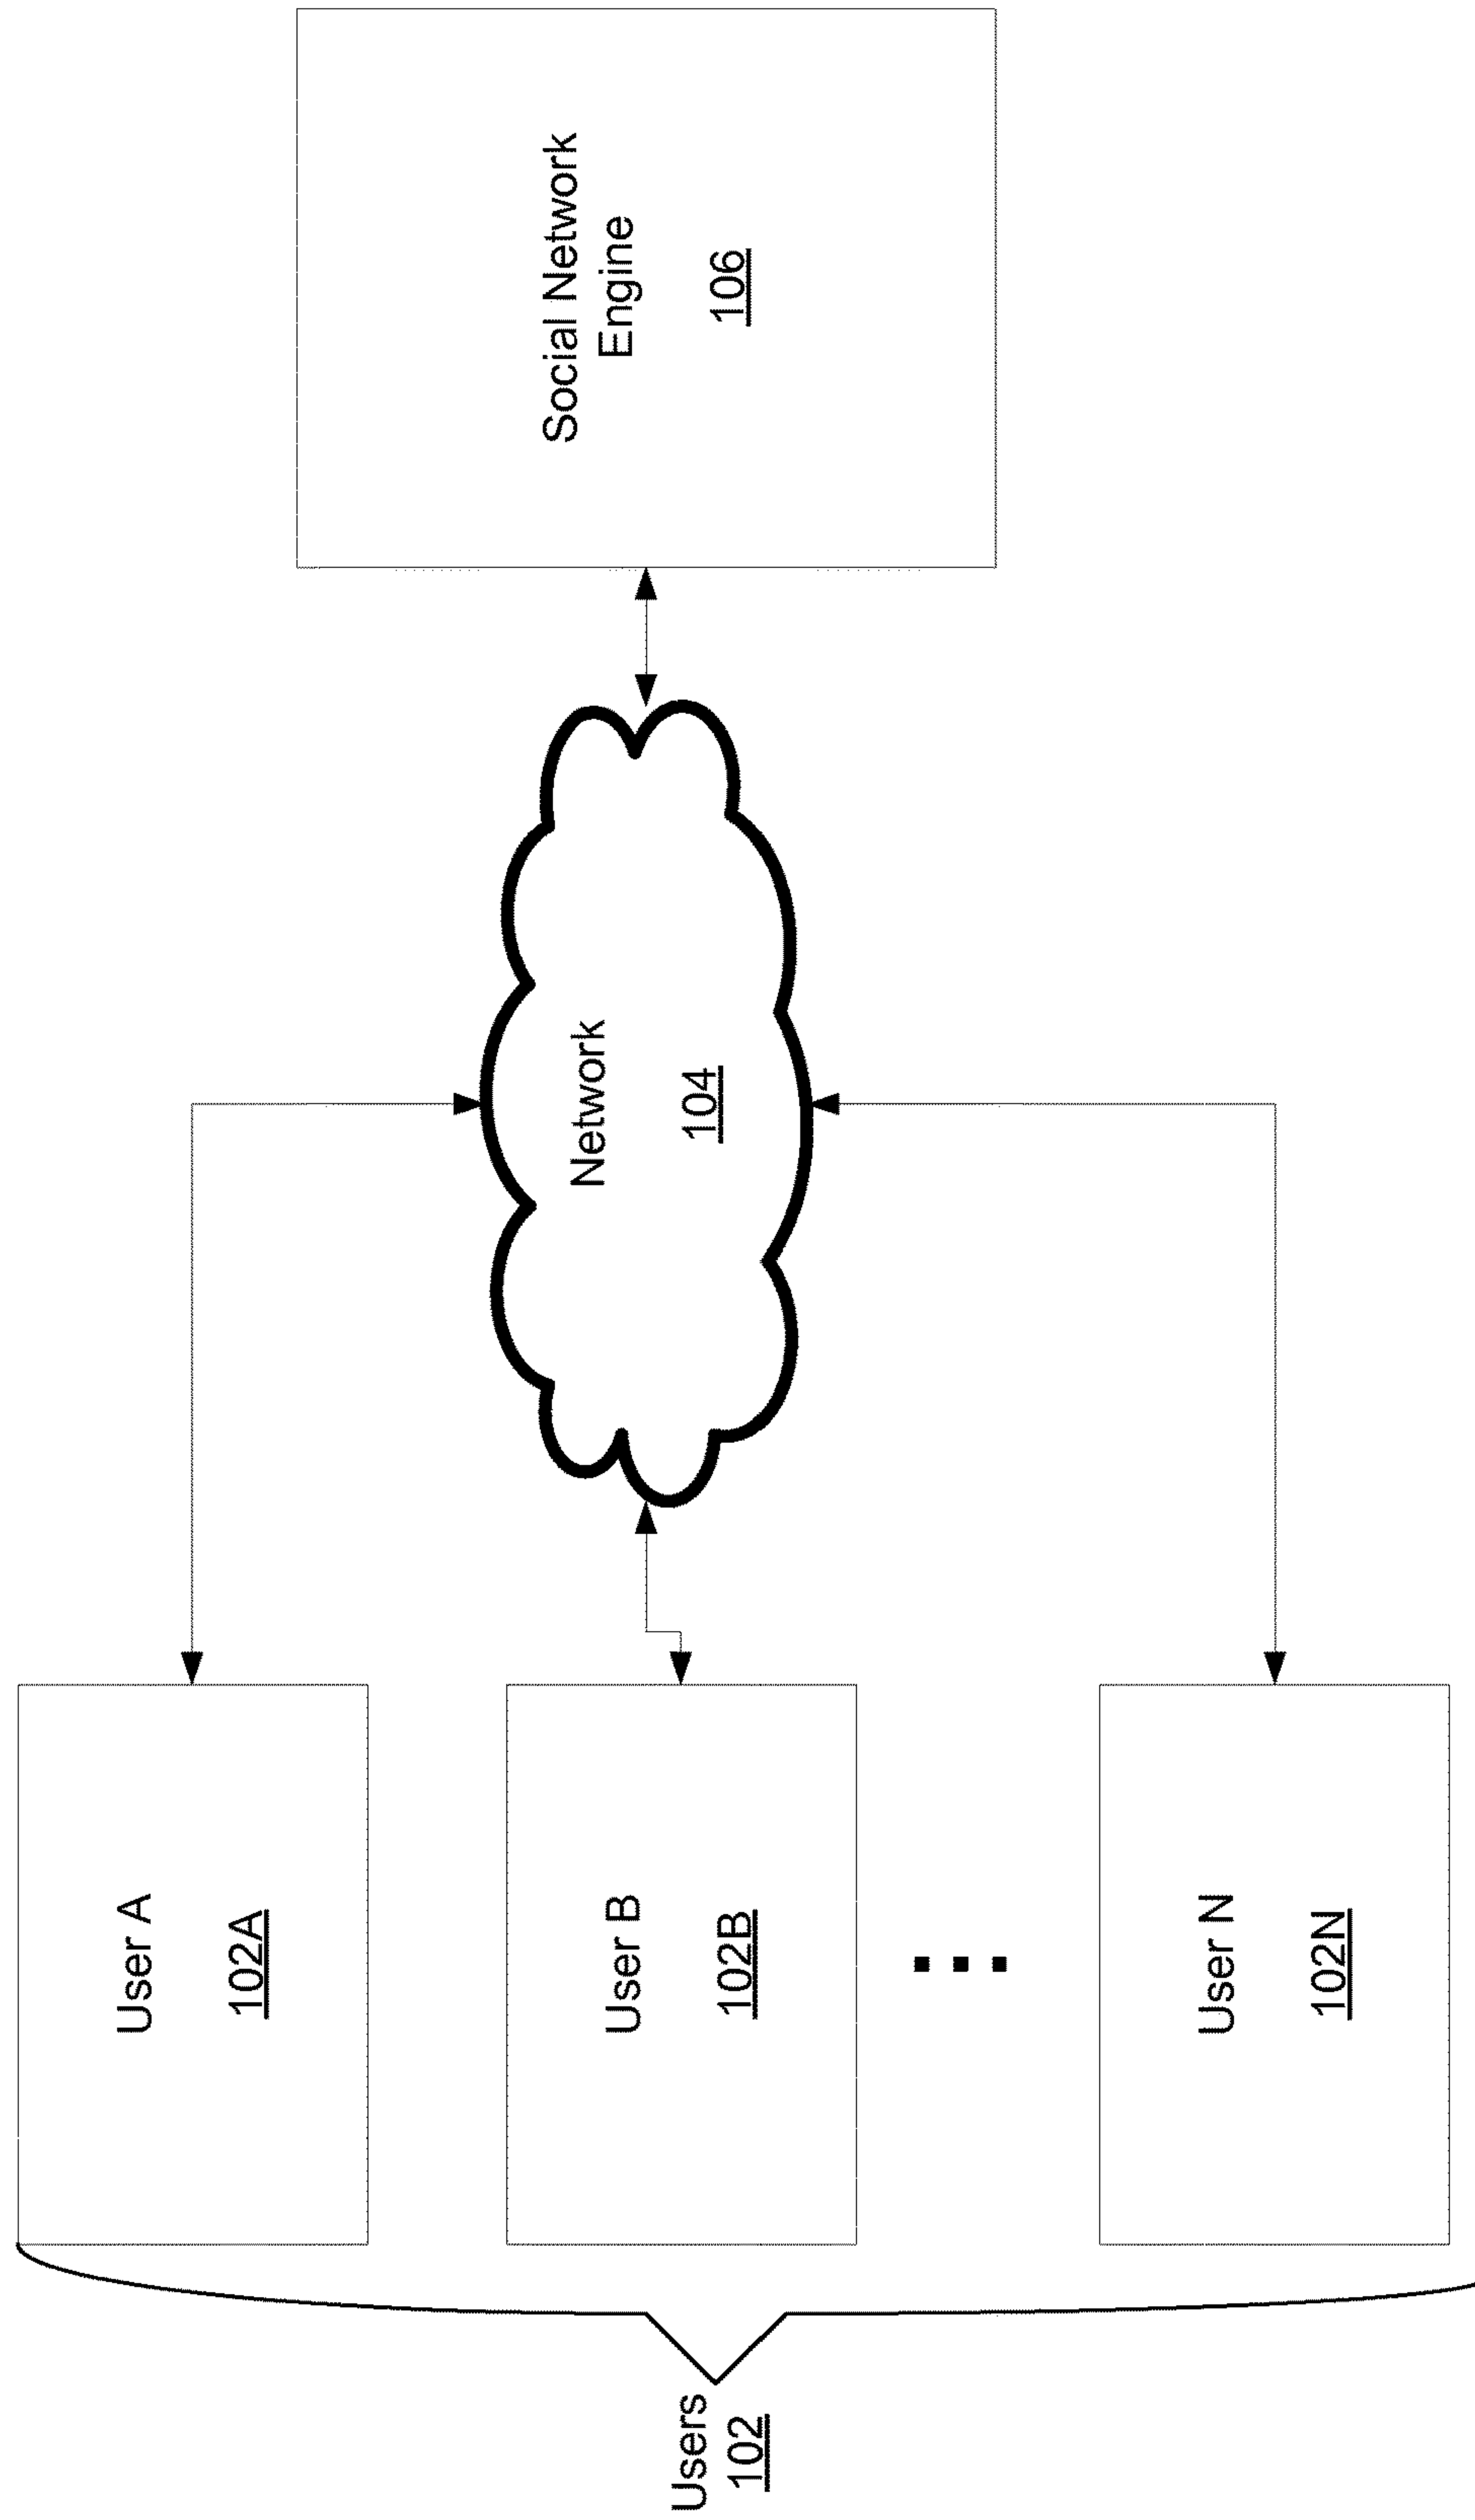 Users
102
User A
102A
User B
102B
User N
102N
Network
104
Social Network
Engine
106